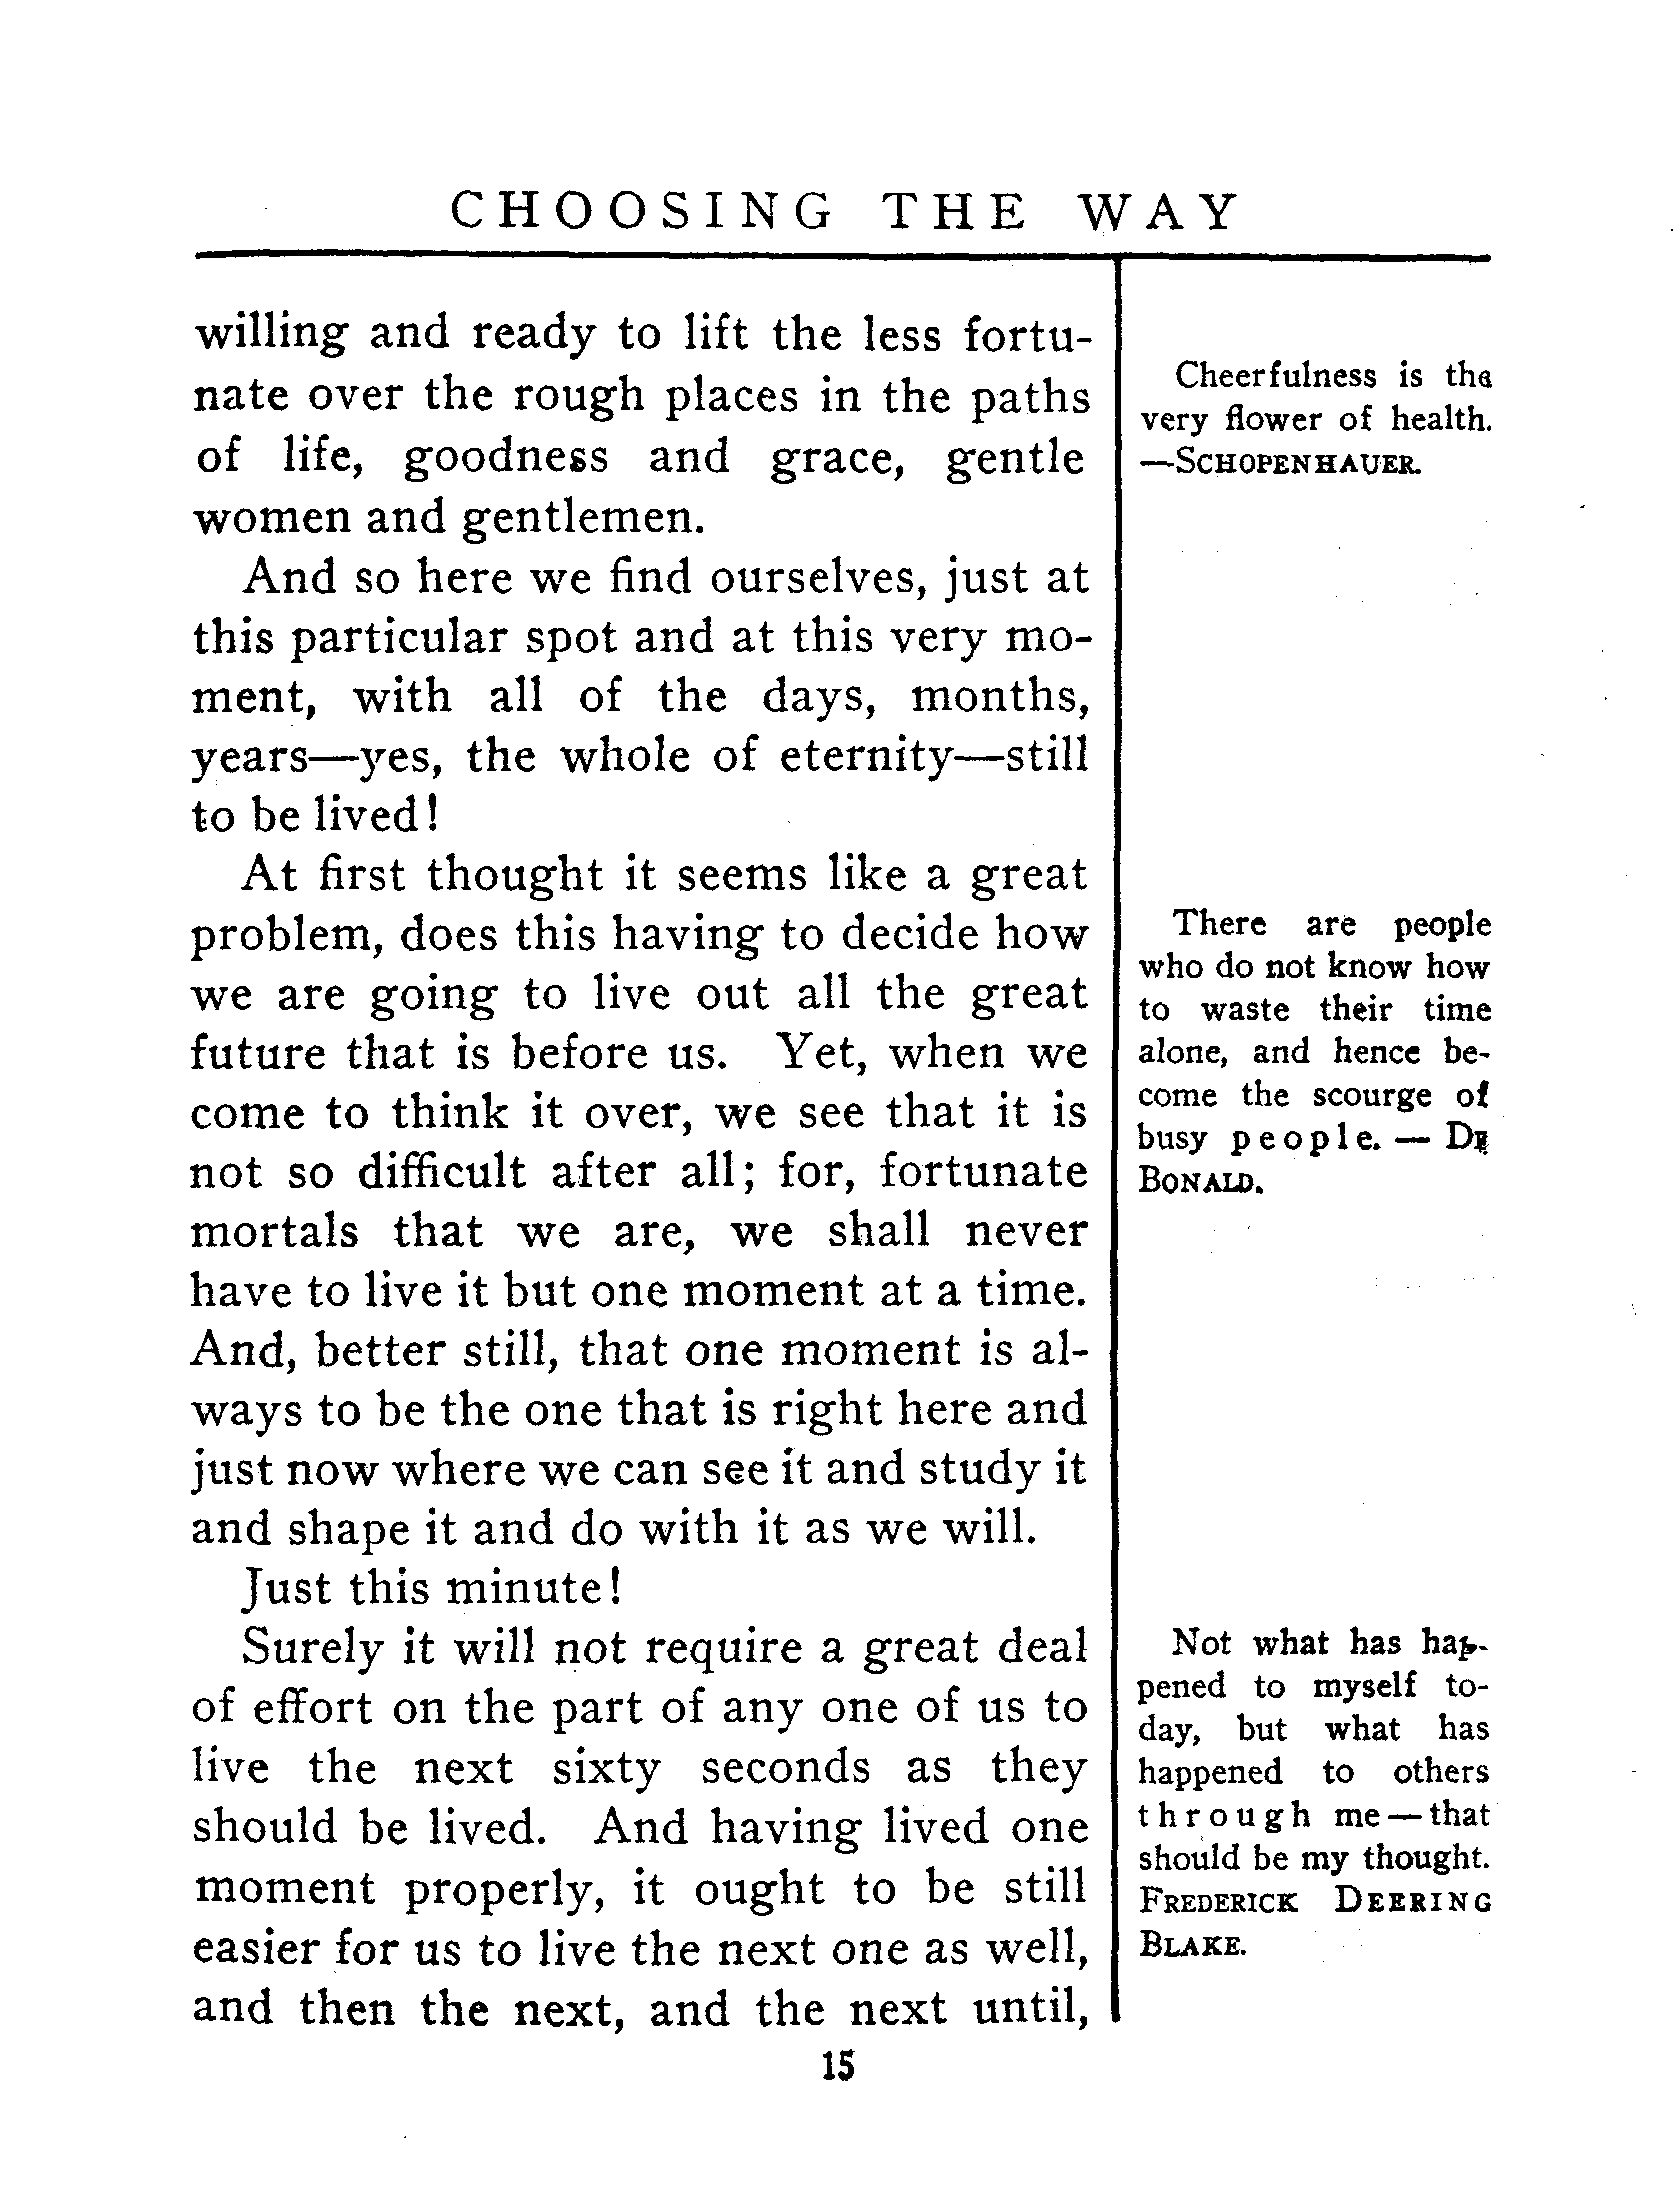 CHOOSING THE WAY
willing and ready to lift the less fortu-
nate over the rough places in the paths
of life, goodness and grace, gentle
women and gentlemen.
And so here we find ourselves, just at
this particular spot and at this very mo-
ment, with all of the days, months,
years—yes, the whole of eternity—still
to be lived!
At first thought it seems like a great
problem, does this having to decide how
we are going to live out all the great
future that is before us. Yet, when we
come to think it over, we see that it is
not so difficult after all; for, fortunate
mortals that we are, we shall never
have to live it but one moment at a time.
And, better still, that one moment is al-
ways to be the one that is right here and
just now where we can see it and study it
and shape it and do with it as we will.
Just this minute!
Surely it will not require a great deal
of effort on the part of any one of us to
live the next sixty seconds as they
should be lived. And having lived one
moment properly, it ought to be still
easier for us to live the next one as well,
and then the next, and the next until,
Cheerfulness is the
very flower of health.
—SCHOPENHAUER.
There are people
who do not know how
to waste their time
alone, and hence be-
come the scourge of
busy people. — DE
BONALD.
Not what has hap-
pened to myself to-
day, but what has
happened to others
through me—that
should be my thought.
FREDERICK DEERING
BLAKE.
15